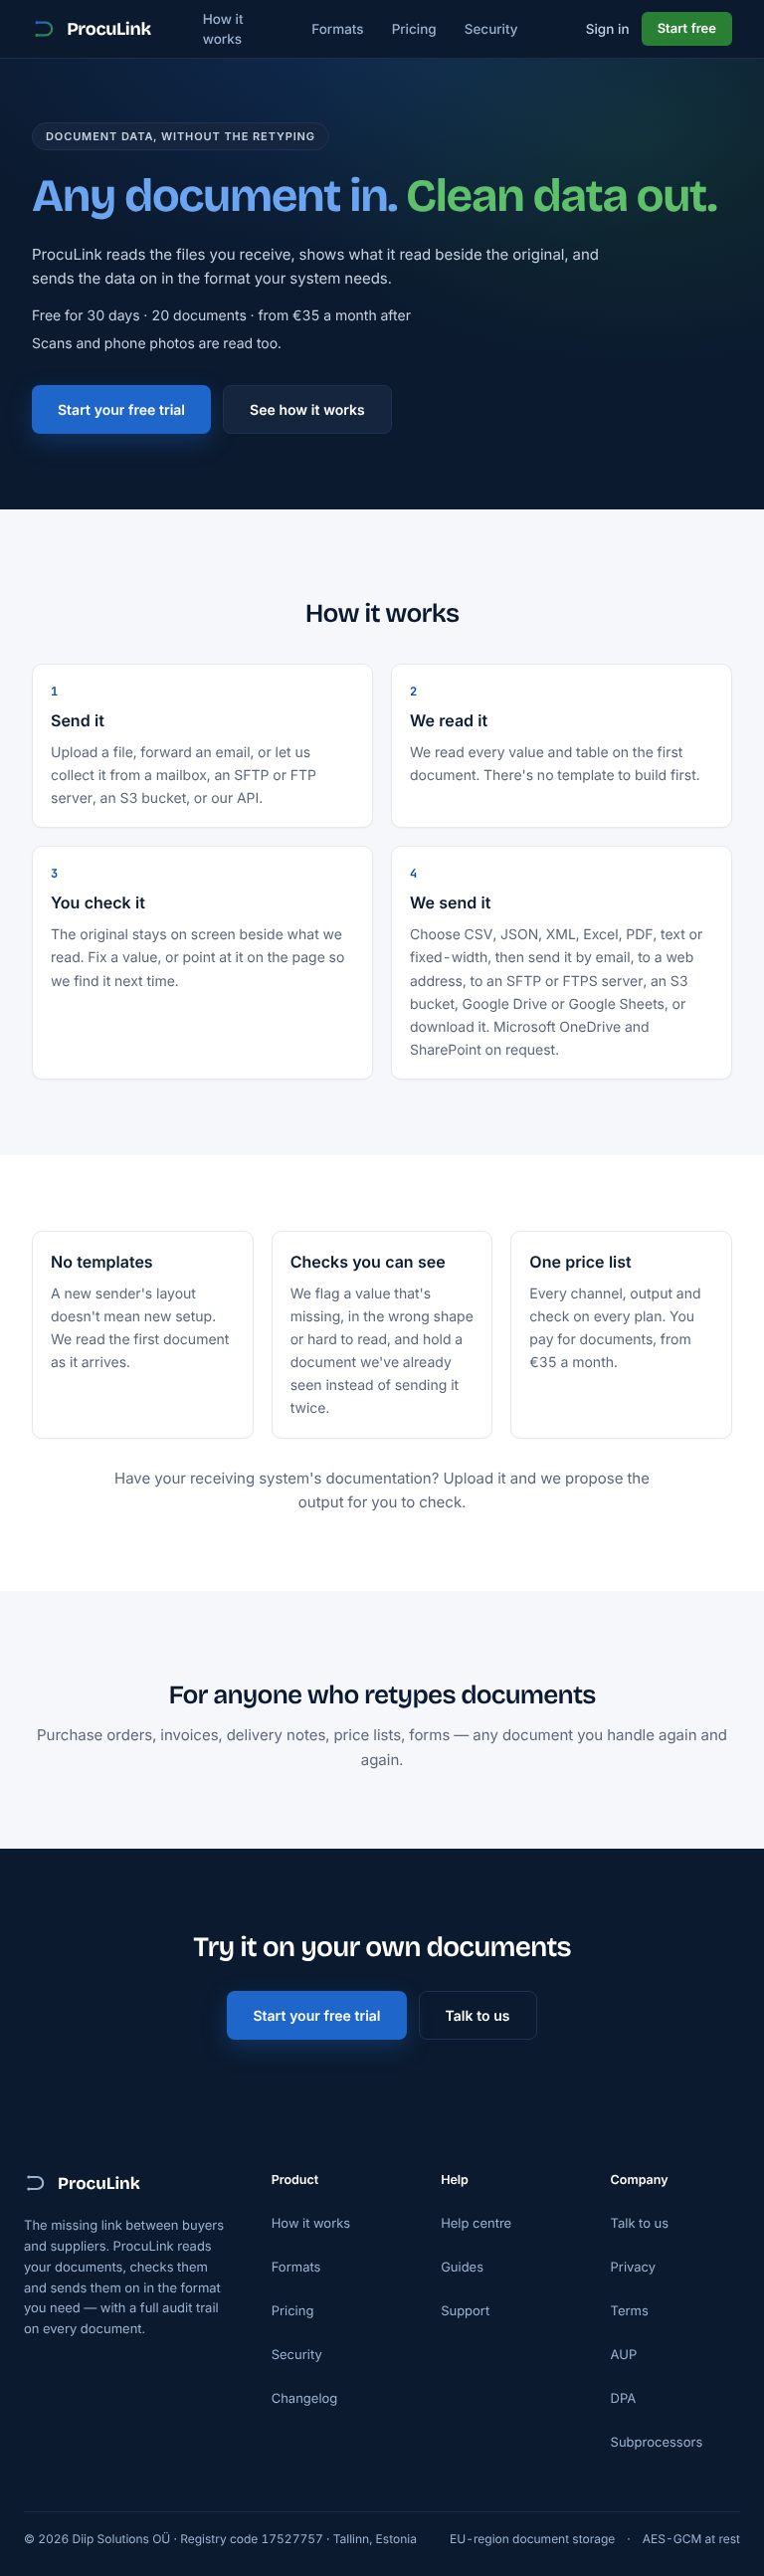 ProcuLink
How it
works
Formats
Pricing
Security
Sign in
Start free
DOCUMENT DATA, WITHOUT THE RETYPING
Any document in. Clean data out.
ProcuLink reads the files you receive, shows what it read beside the original, and
sends the data on in the format your system needs.
Free for 30 days · 20 documents · from €35 a month after
Scans and phone photos are read too.
Start your free trial
See how it works
How it works
1
Send it
Upload a file, forward an email, or let us
collect it from a mailbox, an SFTP or FTP
server, an S3 bucket, or our API.
2
We read it
We read every value and table on the first
document. There's no template to build first.
3
You check it
The original stays on screen beside what we
read. Fix a value, or point at it on the page so
we find it next time.
4
We send it
Choose CSV, JSON, XML, Excel, PDF, text or
fixed-width, then send it by email, to a web
address, to an SFTP or FTPS server, an S3
bucket, Google Drive or Google Sheets, or
download it. Microsoft OneDrive and
SharePoint on request.
No templates
A new sender's layout
doesn't mean new setup.
We read the first document
as it arrives.
Checks you can see
We flag a value that's
missing, in the wrong shape
or hard to read, and hold a
document we've already
seen instead of sending it
twice.
One price list
Every channel, output and
check on every plan. You
pay for documents, from
€35 a month.
Have your receiving system's documentation? Upload it and we propose the
output for you to check.
For anyone who retypes documents
Purchase orders, invoices, delivery notes, price lists, forms — any document you handle again and
again.
Try it on your own documents
Start your free trial
Talk to us
ProcuLink
The missing link between buyers
and suppliers. ProcuLink reads
your documents, checks them
and sends them on in the format
you need — with a full audit trail
on every document.
Product
How it works
Formats
Pricing
Security
Changelog
Help
Help centre
Guides
Support
Company
Talk to us
Privacy
Terms
AUP
DPA
Subprocessors
© 2026 Diip Solutions OÜ · Registry code 17527757 · Tallinn, Estonia
EU-region document storage · AES-GCM at rest